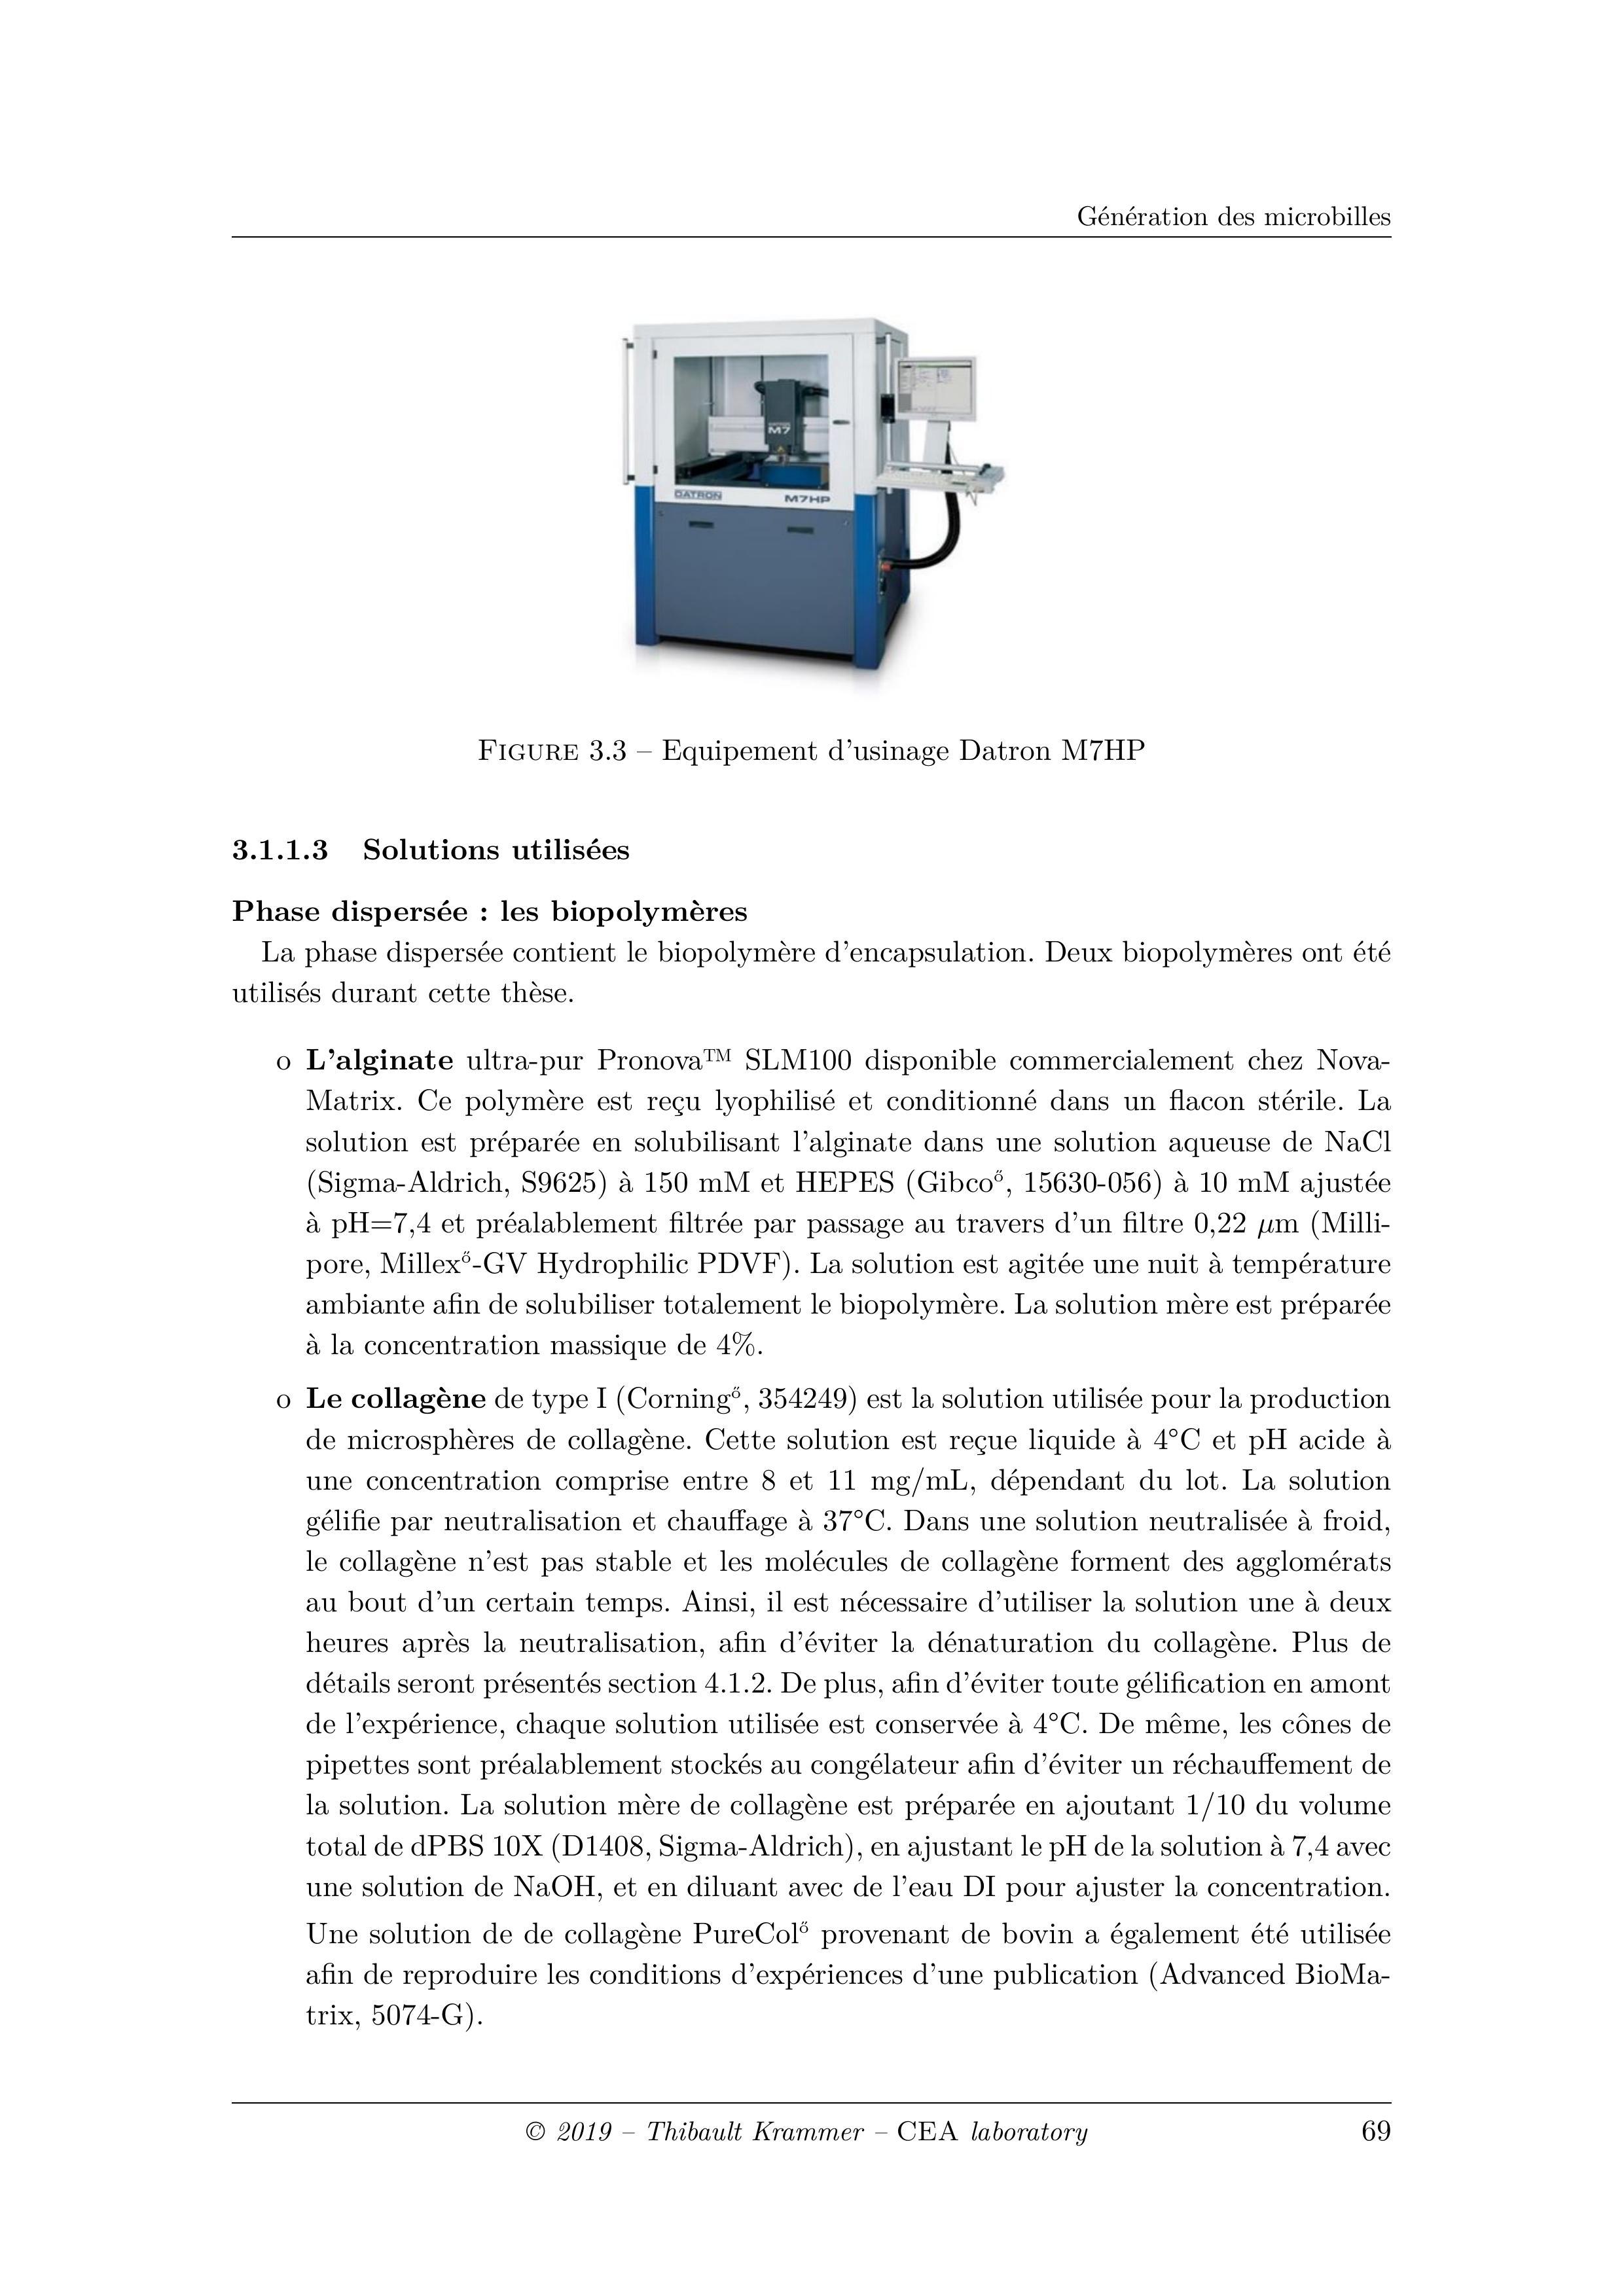 Génération des microbilles
M7
DATRON
M7HP
FIGURE 3.3 – Equipement d'usinage Datron M7HP
3.1.1.3 Solutions utilisées
Phase dispersée : les biopolymères
La phase dispersée contient le biopolymère d'encapsulation. Deux biopolymères ont été
utilisés durant cette thèse.
o L'alginate ultra-pur Pronova™ SLM100 disponible commercialement chez Nova-
Matrix. Ce polymère est reçu lyophilisé et conditionné dans un flacon stérile. La
solution est préparée en solubilisant l'alginate dans une solution aqueuse de NaCl
(Sigma-Aldrich, S9625) à 150 mM et HEPES (Gibcoő, 15630-056) à 10 mM ajustée
à pH=7,4 et préalablement filtrée par passage au travers d'un filtre 0,22 μm (Milli-
pore, Millexő-GV Hydrophilic PDVF). La solution est agitée une nuit à température
ambiante afin de solubiliser totalement le biopolymère. La solution mère est préparée
à la concentration massique de 4%.
o Le collagène de type I (Corningő, 354249) est la solution utilisée pour la production
de microsphères de collagène. Cette solution est reçue liquide à 4°C et pH acide à
une concentration comprise entre 8 et 11 mg/mL, dépendant du lot. La solution
gélifie par neutralisation et chauffage à 37°C. Dans une solution neutralisée à froid,
le collagène n'est pas stable et les molécules de collagène forment des agglomérats
au bout d'un certain temps. Ainsi, il est nécessaire d'utiliser la solution une à deux
heures après la neutralisation, afin d'éviter la dénaturation du collagène. Plus de
détails seront présentés section 4.1.2. De plus, afin d'éviter toute gélification en amont
de l'expérience, chaque solution utilisée est conservée à 4°C. De même, les cônes de
pipettes sont préalablement stockés au congélateur afin d'éviter un réchauffement de
la solution. La solution mère de collagène est préparée en ajoutant 1/10 du volume
total de dPBS 10X (D1408, Sigma-Aldrich), en ajustant le pH de la solution à 7,4 avec
une solution de NaOH, et en diluant avec de l'eau DI pour ajuster la concentration.
Une solution de de collagène PureColő provenant de bovin a également été utilisée
afin de reproduire les conditions d'expériences d'une publication (Advanced BioMa-
trix, 5074-G).
© 2019 – Thibault Krammer – CEA laboratory 69